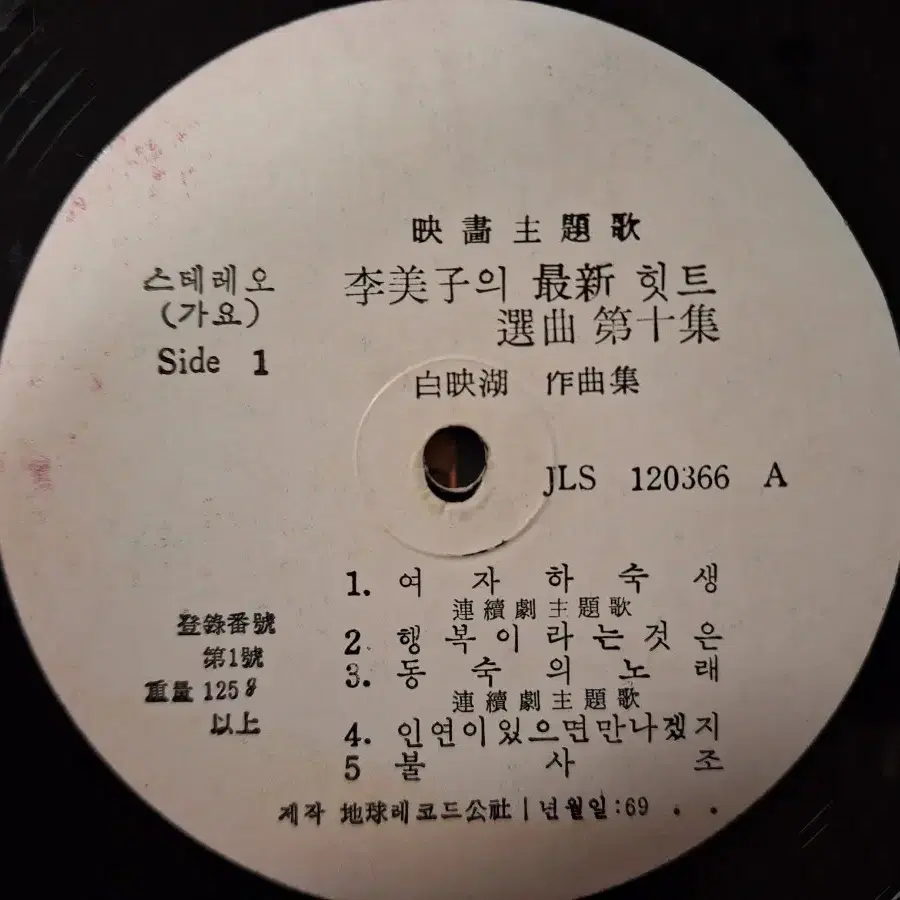 映畵主題歌
스테레오
(가요)
Side 1
李美子의 最新 힛트
選曲 第十集
白映湖 作曲集
JLS 120366 A
1. 여자하숙생
連續劇主題歌
2. 행복이라는것은
3. 동숙의노래
連續劇主題歌
4. 인연이있으면만나겠지
5 불사조
登錄番號
第1號
重量 125g
以上
제작 地球레코드公社 | 년월일:69 . .